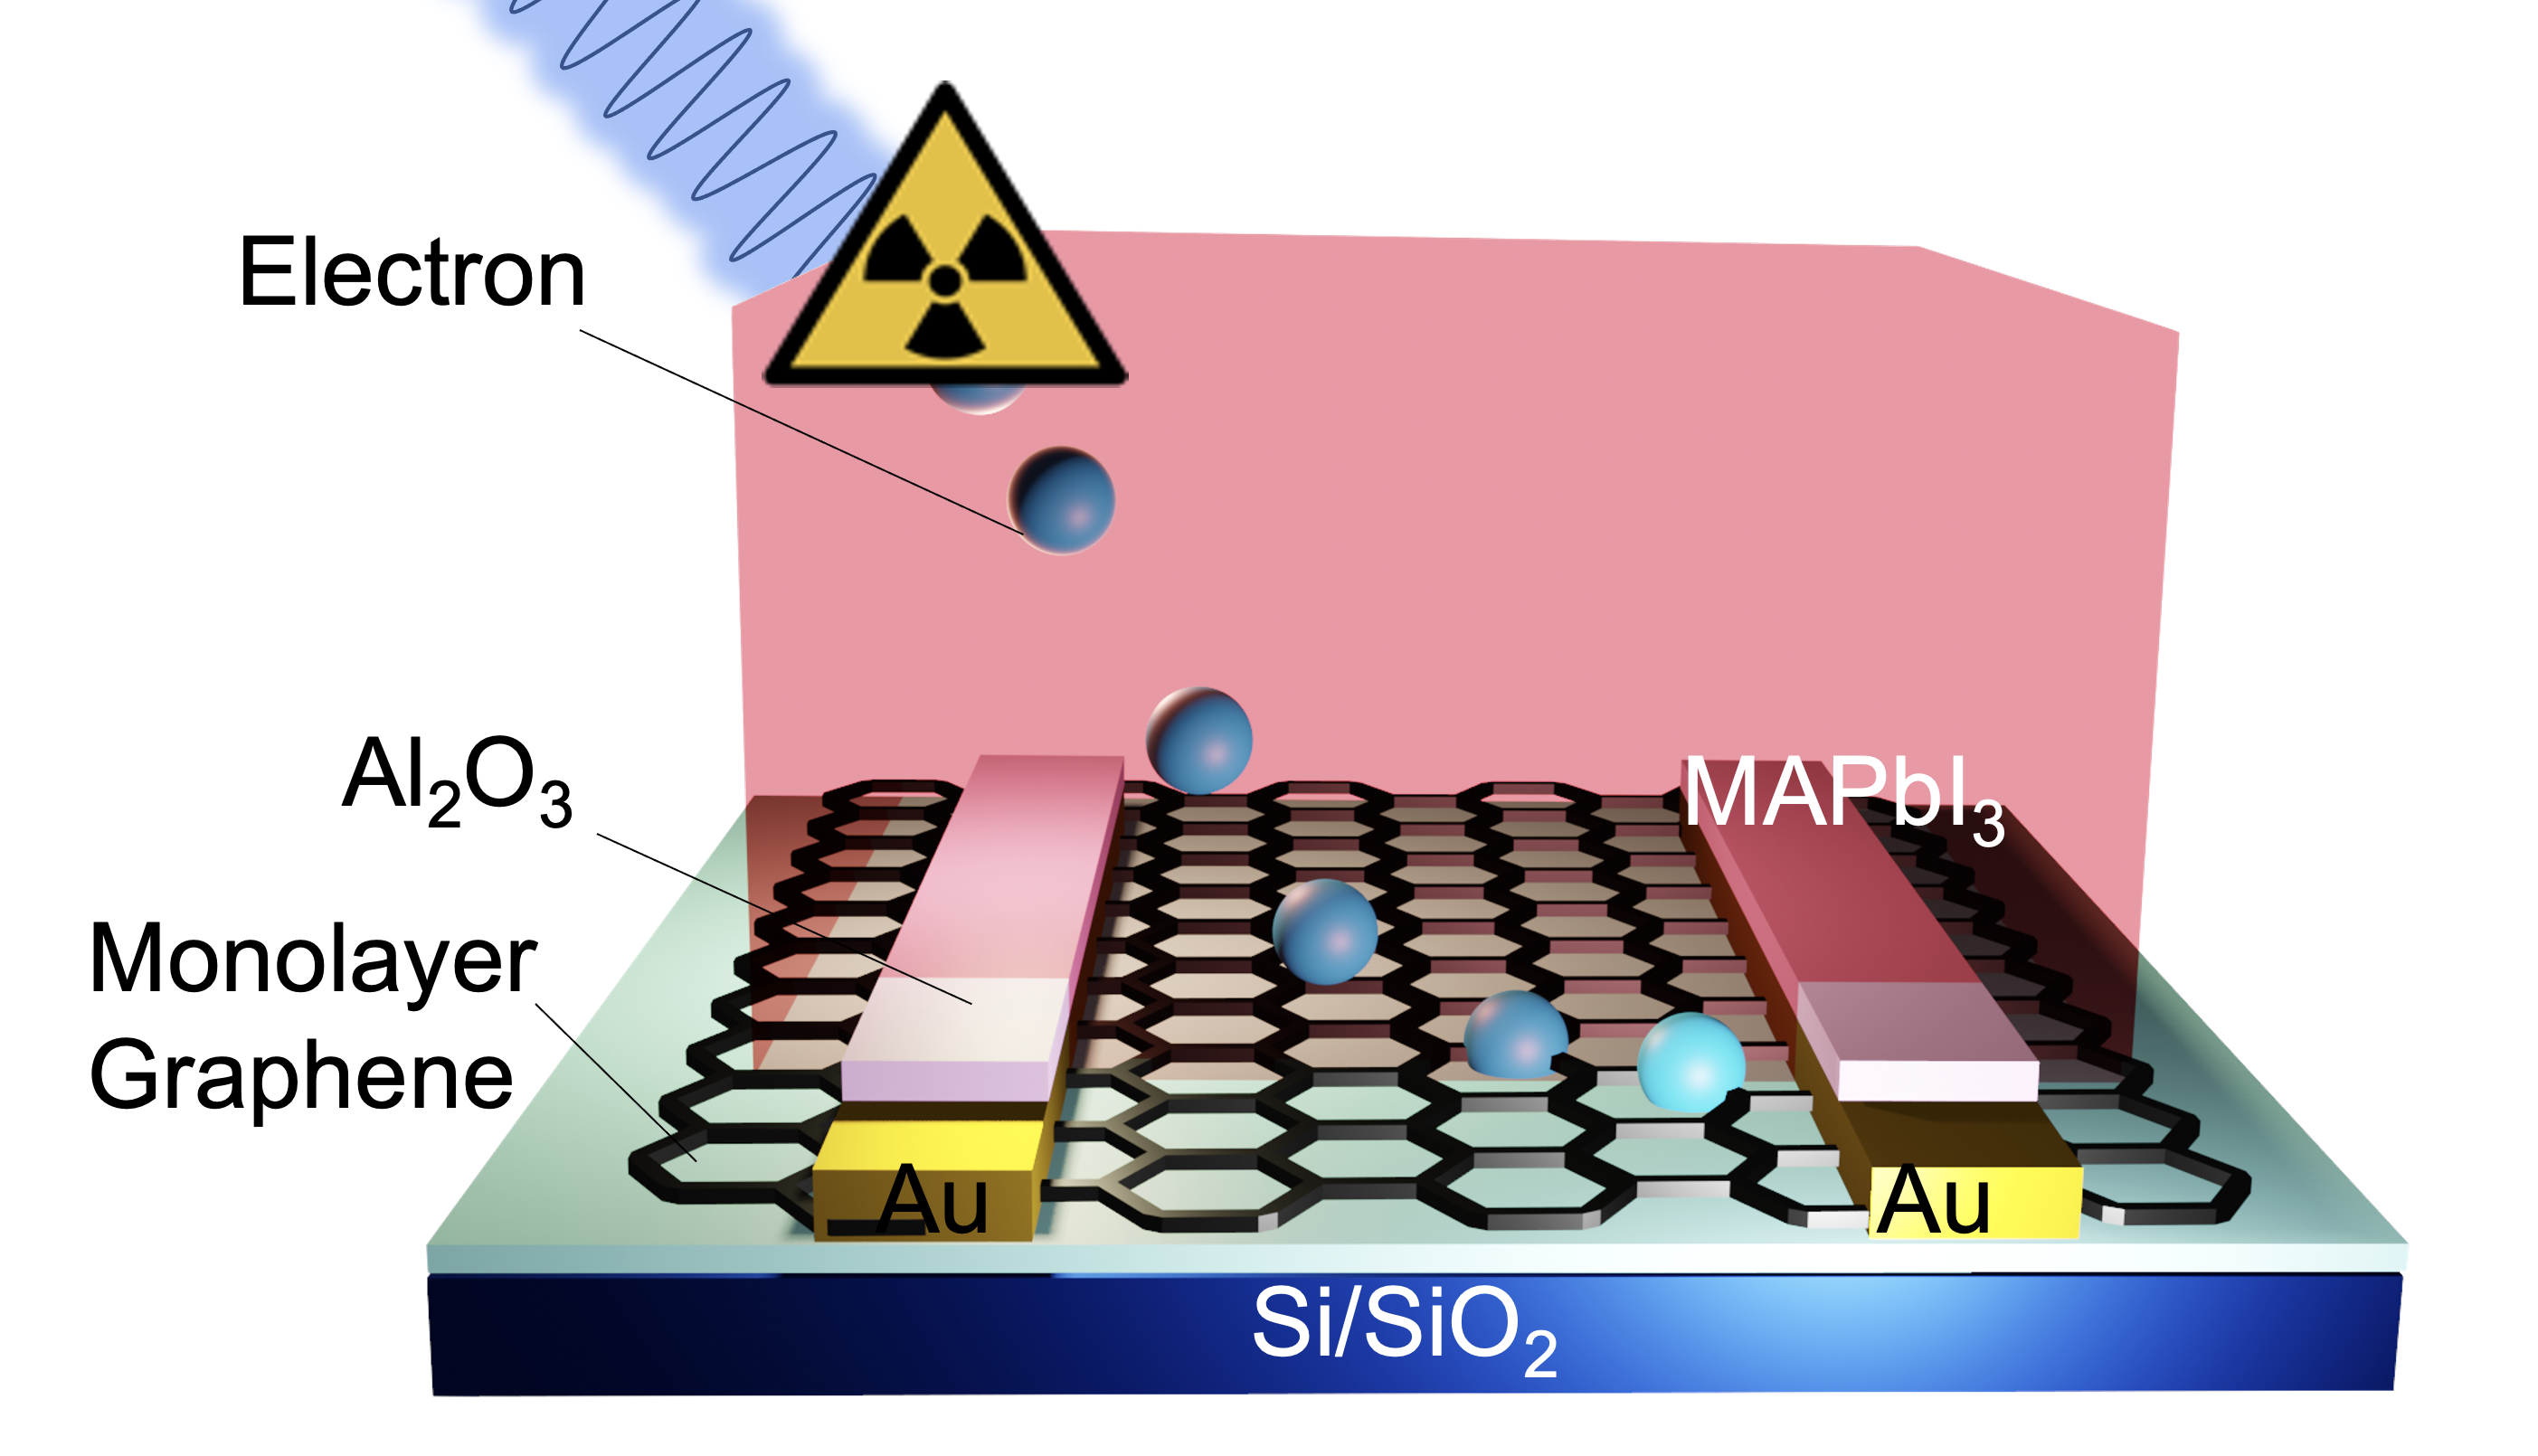 Electron
Al₂O₃
MAPbI₃
Monolayer
Graphene
Au
Au
Si/SiO₂